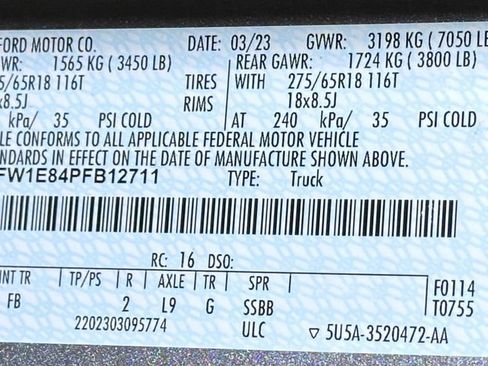 FORD MOTOR CO. DATE: 03/23 GVWR: 3198 KG ( 7050 LB
WR: 1565 KG ( 3450 LB) REAR GAWR: 1724 KG ( 3800 LB)
5/65R18 116T TIRES WITH 275/65R18 116T
x8.5J RIMS 18x8.5J
kPa/ 35 PSI COLD AT 240 kPa/ 35 PSI COLD
LE CONFORMS TO ALL APPLICABLE FEDERAL MOTOR VEHICLE
ANDARDS IN EFFECT ON THE DATE OF MANUFACTURE SHOWN ABOVE.
FW1E84PFB12711 TYPE: Truck
RC: 16 DSO:
INT TR TP/PS R AXLE TR SPR F0114
FB 2 L9 G SSBB T0755
2202303095774 ULC ▽ 5U5A-3520472-AA